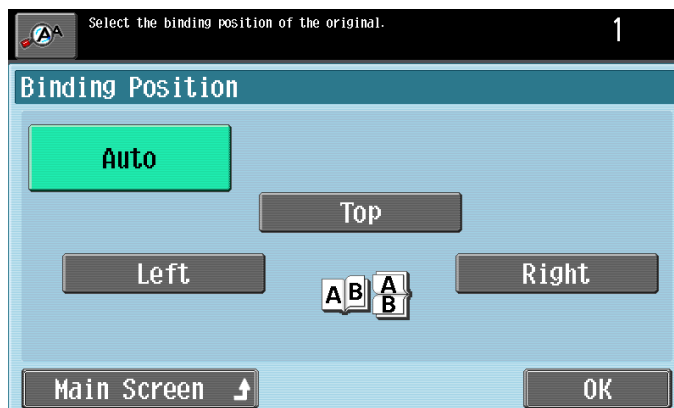 Select the binding position of the original.
1
Binding Position
Auto
Top
Left
Right
A B
A
B
Main Screen
OK